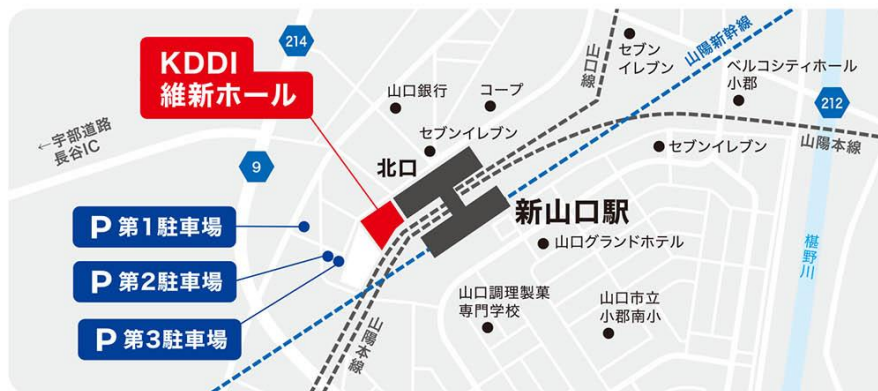 214
KDDI
維新ホール
←宇部道路
長谷IC
9
山口銀行
コープ
セブンイレブン
北口
山口線
セブン
イレブン
山陽新幹線
ベルコシティホール
小郡
212
山陽本線
セブンイレブン
新山口駅
山口グランドホテル
椹野川
P 第1駐車場
P 第2駐車場
P 第3駐車場
山陽本線
山口調理製菓
専門学校
山口市立
小郡南小